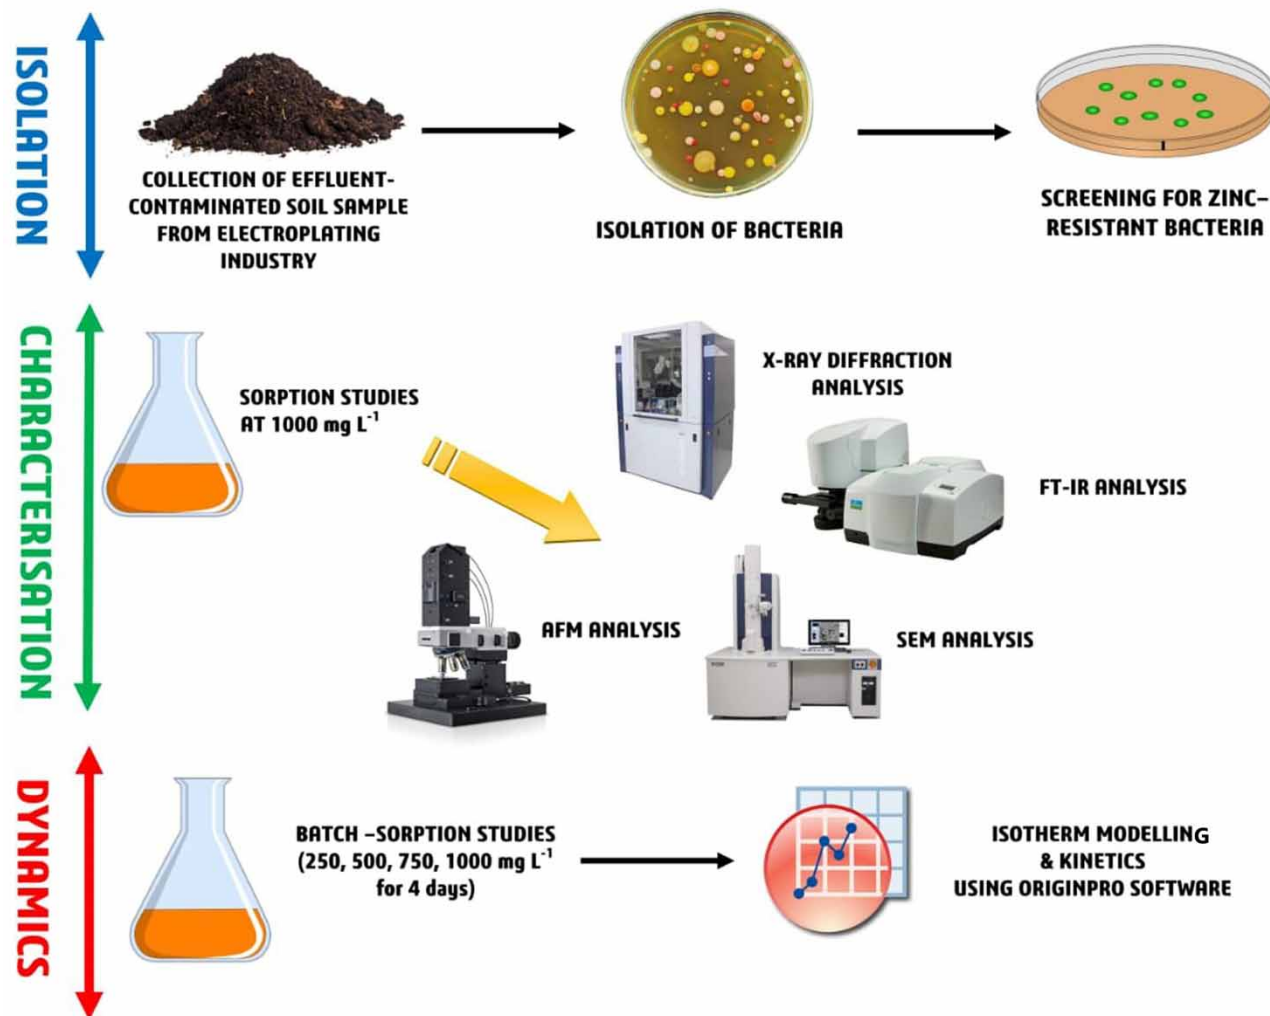 ISOLATION
COLLECTION OF EFFLUENT-
CONTAMINATED SOIL SAMPLE
FROM ELECTROPLATING
INDUSTRY
ISOLATION OF BACTERIA
SCREENING FOR ZINC–
RESISTANT BACTERIA
CHARACTERISATION
SORPTION STUDIES
AT 1000 mg L⁻¹
X-RAY DIFFRACTION
ANALYSIS
FT-IR ANALYSIS
AFM ANALYSIS
SEM ANALYSIS
DYNAMICS
BATCH –SORPTION STUDIES
(250, 500, 750, 1000 mg L⁻¹
for 4 days)
ISOTHERM MODELLING
& KINETICS
USING ORIGINPRO SOFTWARE